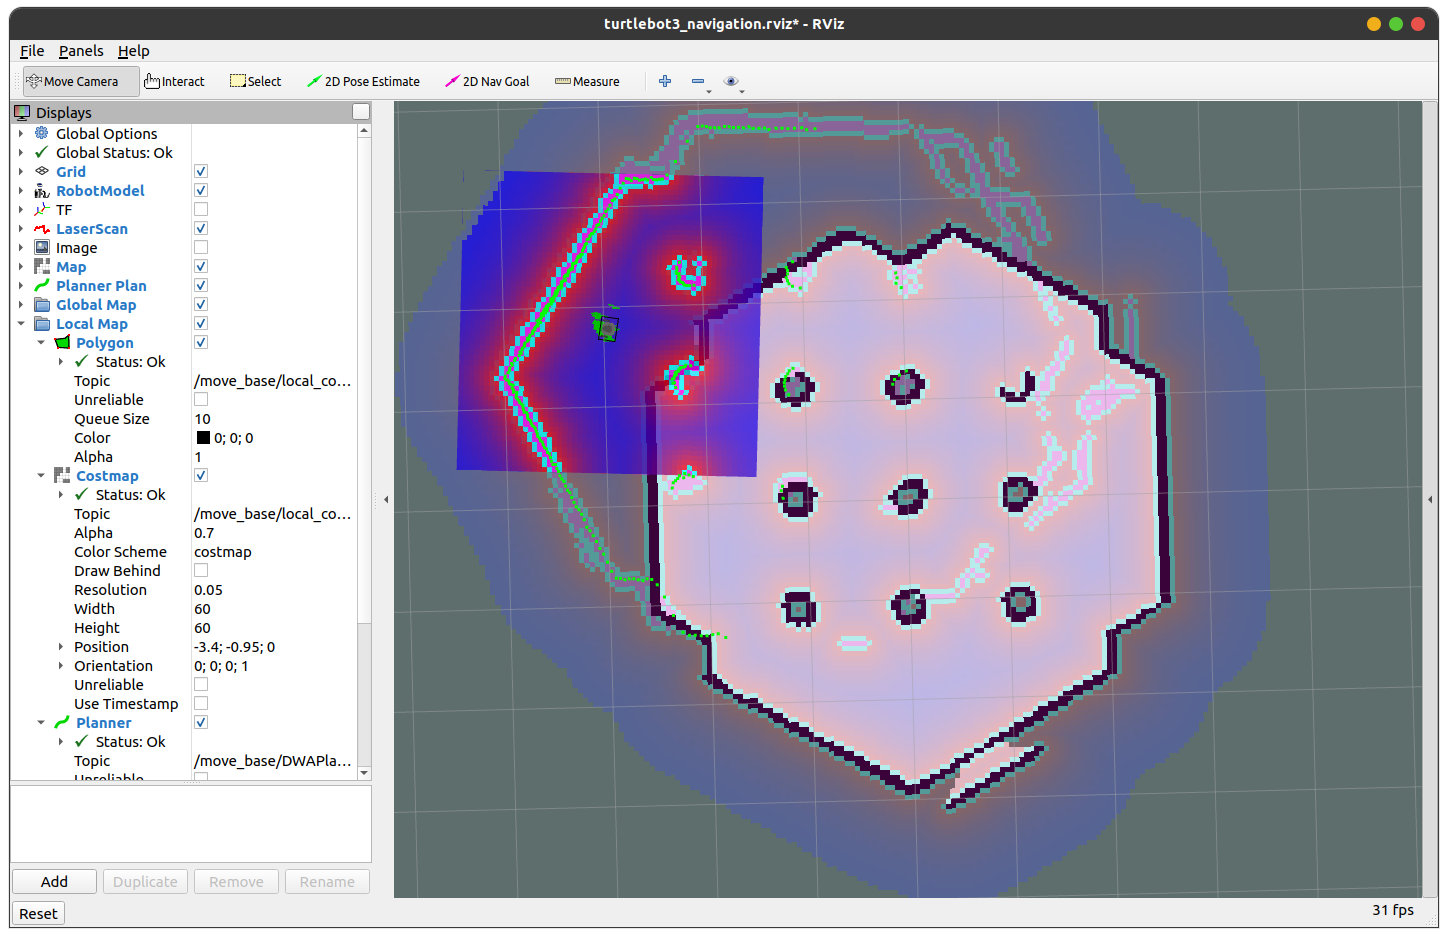 turtlebot3_navigation.rviz* - RViz
File Panels Help
Move Camera Interact Select 2D Pose Estimate 2D Nav Goal Measure
Displays
Global Options
Global Status: Ok
Grid
RobotModel
TF
LaserScan
Image
Map
Planner Plan
Global Map
Local Map
Polygon
Status: Ok
Topic /move_base/local_co...
Unreliable
Queue Size 10
Color 0; 0; 0
Alpha 1
Costmap
Status: Ok
Topic /move_base/local_co...
Alpha 0.7
Color Scheme costmap
Draw Behind
Resolution 0.05
Width 60
Height 60
Position -3.4; -0.95; 0
Orientation 0; 0; 0; 1
Unreliable
Use Timestamp
Planner
Status: Ok
Topic /move_base/DWAPla...
Unreliable
Add Duplicate Remove Rename
Reset
31 fps